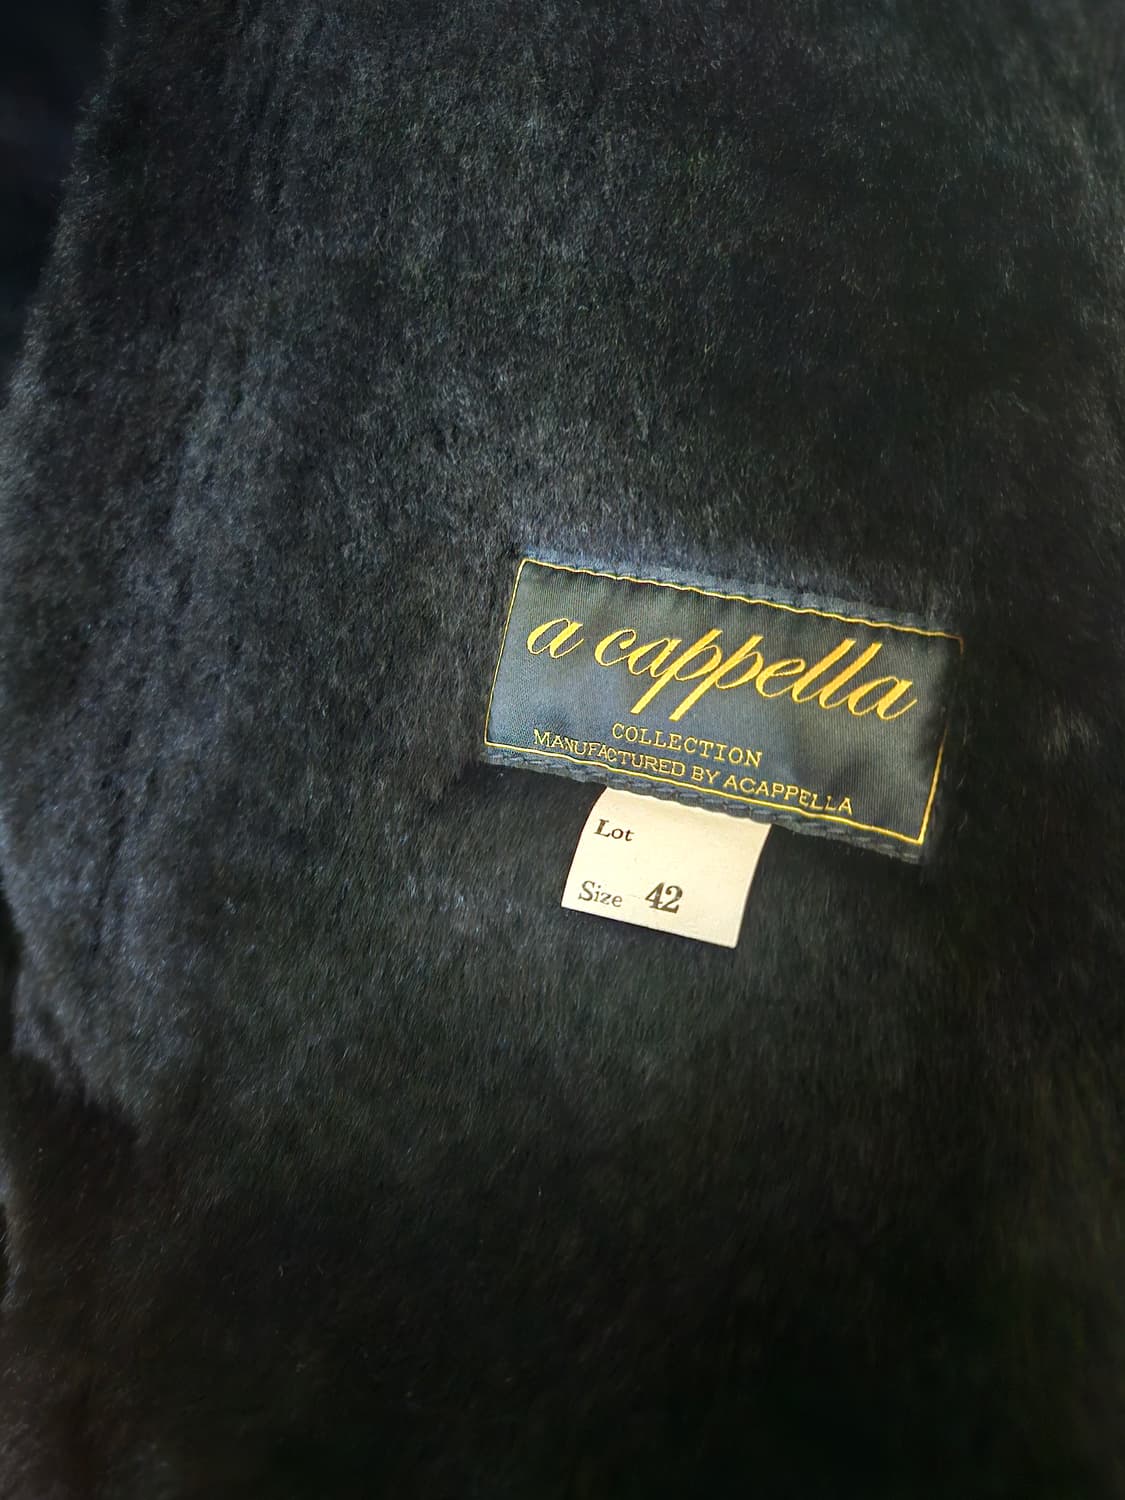 a cappella
COLLECTION
MANUFACTURED BY ACAPPELLA
Lot
Size 42